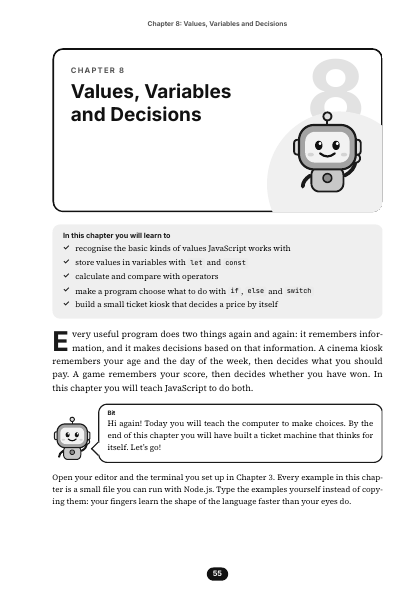 Chapter 8: Values, Variables and Decisions
8
CHAPTER 8
Values, Variables
and Decisions
In this chapter you will learn to
✓ recognise the basic kinds of values JavaScript works with
✓ store values in variables with let and const
✓ calculate and compare with operators
✓ make a program choose what to do with if, else and switch
✓ build a small ticket kiosk that decides a price by itself
Every useful program does two things again and again: it remembers infor-
mation, and it makes decisions based on that information. A cinema kiosk
remembers your age and the day of the week, then decides what you should
pay. A game remembers your score, then decides whether you have won. In
this chapter you will teach JavaScript to do both.
Bit
Hi again! Today you will teach the computer to make choices. By the
end of this chapter you will have built a ticket machine that thinks for
itself. Let's go!
Open your editor and the terminal you set up in Chapter 3. Every example in this chap-
ter is a small file you can run with Node.js. Type the examples yourself instead of copy-
ing them: your fingers learn the shape of the language faster than your eyes do.
55